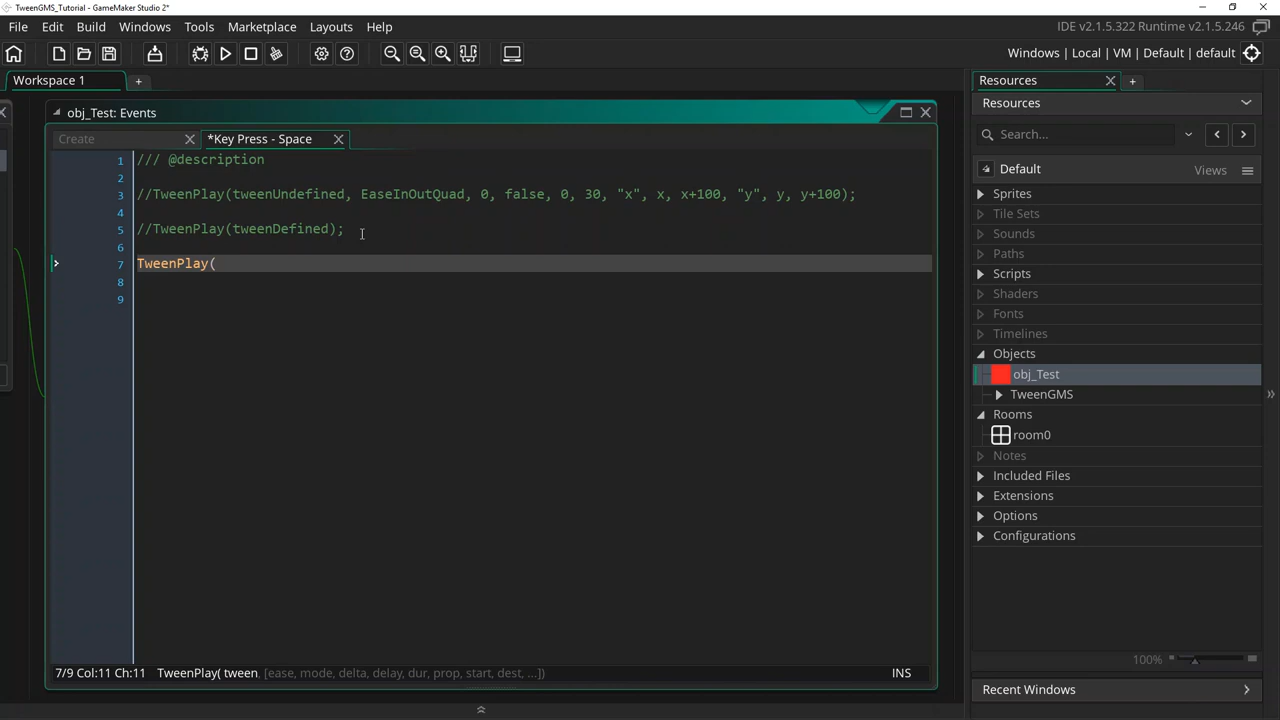 TweenGMS_Tutorial - GameMaker Studio 2*
File Edit Build Windows Tools Marketplace Layouts Help
IDE v2.1.5.322 Runtime v2.1.5.246
Windows | Local | VM | Default | default
Workspace 1
Resources
obj_Test: Events
Resources
Create
*Key Press - Space
Search...
1 /// @description
2
3 //TweenPlay(tweenUndefined, EaseInOutQuad, 0, false, 0, 30, "x", x, x+100, "y", y, y+100);
4
5 //TweenPlay(tweenDefined);
6
7 TweenPlay(
8
9
Default
Views
Sprites
Tile Sets
Sounds
Paths
Scripts
Shaders
Fonts
Timelines
Objects
obj_Test
TweenGMS
Rooms
room0
Notes
Included Files
Extensions
Options
Configurations
100%
7/9 Col:11 Ch:11 TweenPlay( tween, [ease, mode, delta, delay, dur, prop, start, dest, ...])
INS
Recent Windows